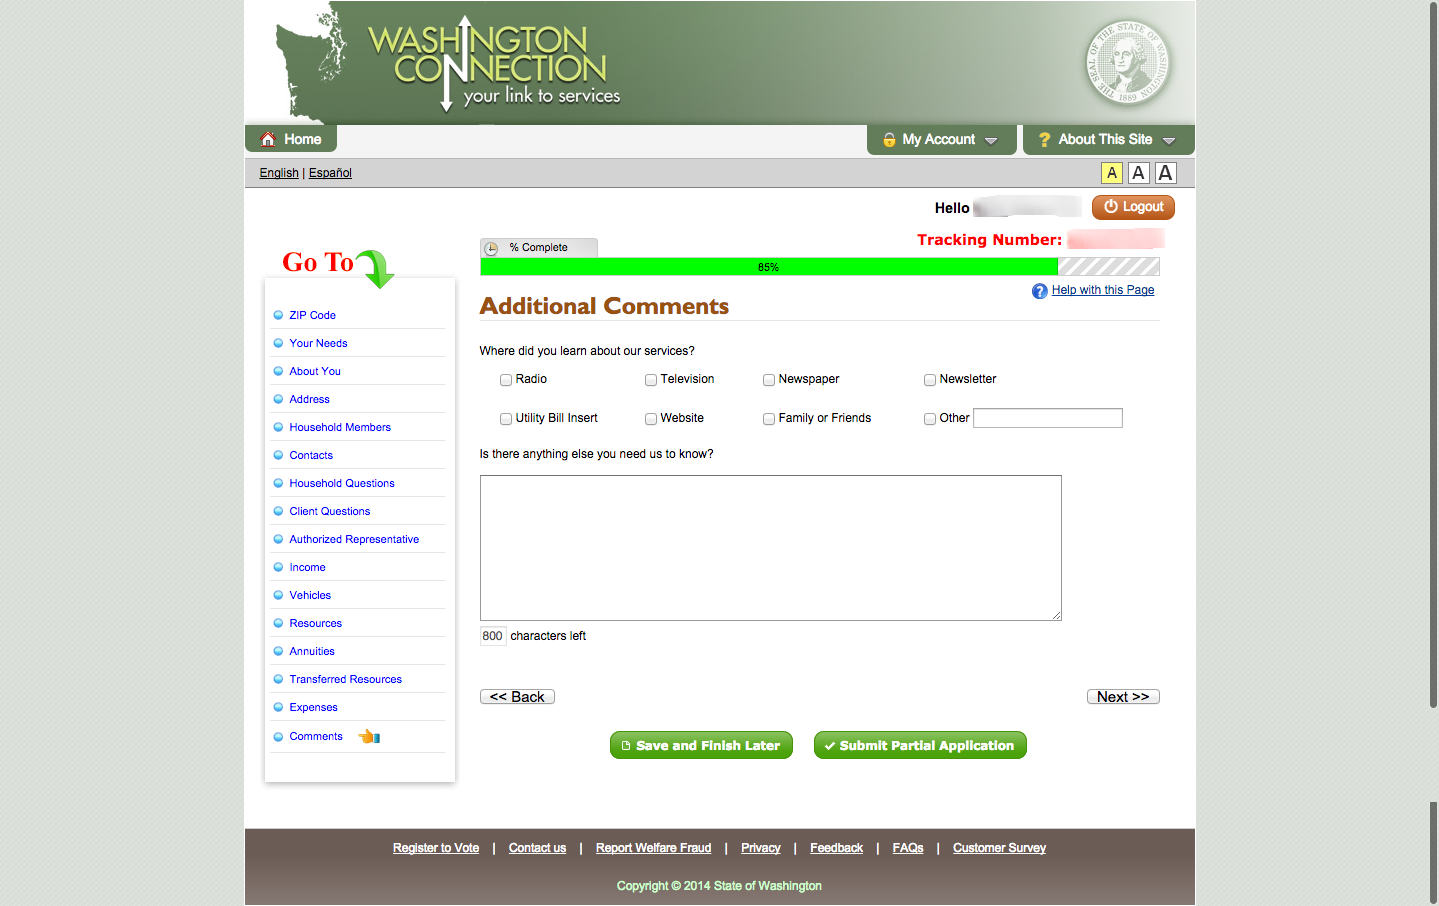 WASHINGTON
CONNECTION
your link to services
THE SEAL OF THE STATE OF WASHINGTON
1889
Home
My Account
? About This Site
English | Español
A A A
Hello
Logout
Tracking Number:
% Complete
85%
? Help with this Page
Go To
ZIP Code
Your Needs
About You
Address
Household Members
Contacts
Household Questions
Client Questions
Authorized Representative
Income
Vehicles
Resources
Annuities
Transferred Resources
Expenses
Comments
Additional Comments
Where did you learn about our services?
Radio Television Newspaper Newsletter
Utility Bill Insert Website Family or Friends Other
Is there anything else you need us to know?
800 characters left
<< Back Next >>
Save and Finish Later Submit Partial Application
Register to Vote | Contact us | Report Welfare Fraud | Privacy | Feedback | FAQs | Customer Survey
Copyright © 2014 State of Washington